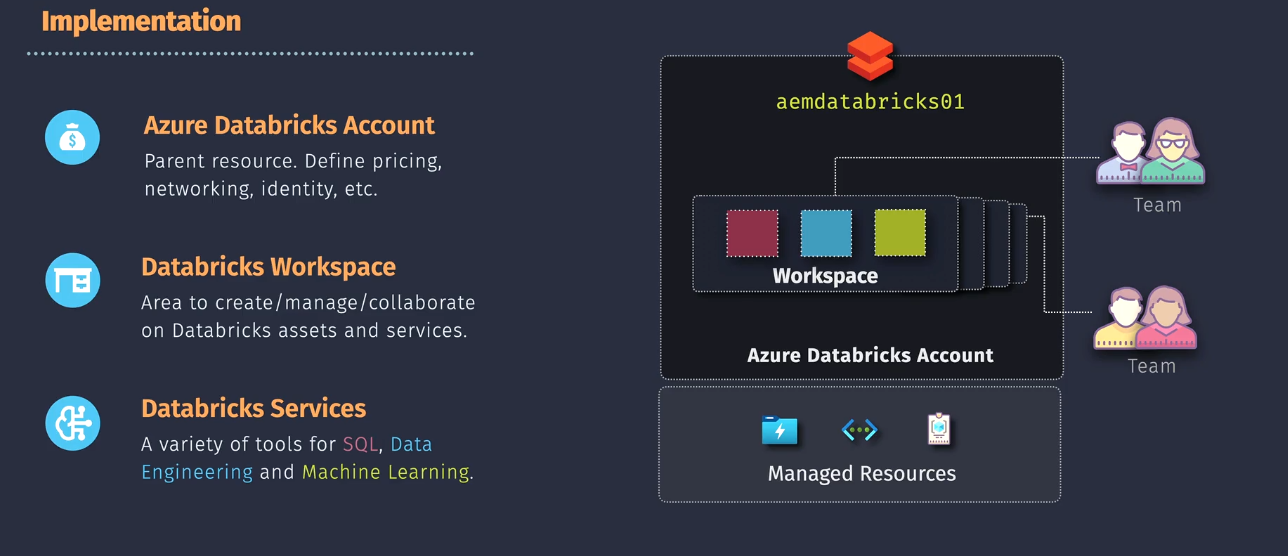 Implementation
Azure Databricks Account
Parent resource. Define pricing,
networking, identity, etc.
Databricks Workspace
Area to create/manage/collaborate
on Databricks assets and services.
Databricks Services
A variety of tools for SQL, Data
Engineering and Machine Learning.
aemdatabricks01
Workspace
Azure Databricks Account
Managed Resources
Team
Team